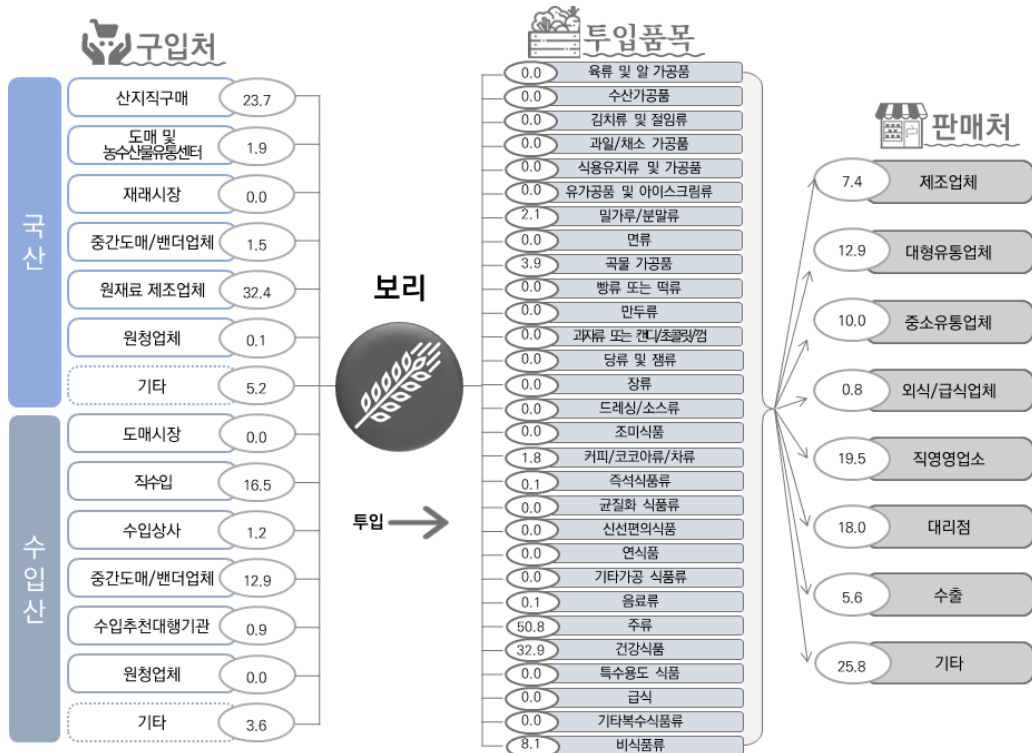 구입처
국산
산지직구매
23.7
도매 및
농수산물유통센터
1.9
재래시장
0.0
중간도매/밴더업체
1.5
원재료 제조업체
32.4
원청업체
0.1
기타
5.2
수입산
도매시장
0.0
직수입
16.5
수입상사
1.2
중간도매/밴더업체
12.9
수입추천대행기관
0.9
원청업체
0.0
기타
3.6
보리
투입
투입품목
0.0 육류 및 알 가공품
0.0 수산가공품
0.0 김치류 및 절임류
0.0 과일/채소 가공품
0.0 식용유지류 및 가공품
0.0 유가공품 및 아이스크림류
2.1 밀가루/분말류
0.0 면류
3.9 곡물 가공품
0.0 빵류 또는 떡류
0.0 만두류
0.0 과자류 또는 캔디/초콜릿/껌
0.0 당류 및 잼류
0.0 장류
0.0 드레싱/소스류
0.0 조미식품
1.8 커피/코코아류/차류
0.1 즉석식품류
0.0 균질화 식품류
0.0 신선편의식품
0.0 연식품
0.0 기타가공 식품류
0.1 음료류
50.8 주류
32.9 건강식품
0.0 특수용도 식품
0.0 급식
0.0 기타복수식품류
8.1 비식품류
판매처
7.4 제조업체
12.9 대형유통업체
10.0 중소유통업체
0.8 외식/급식업체
19.5 직영영업소
18.0 대리점
5.6 수출
25.8 기타